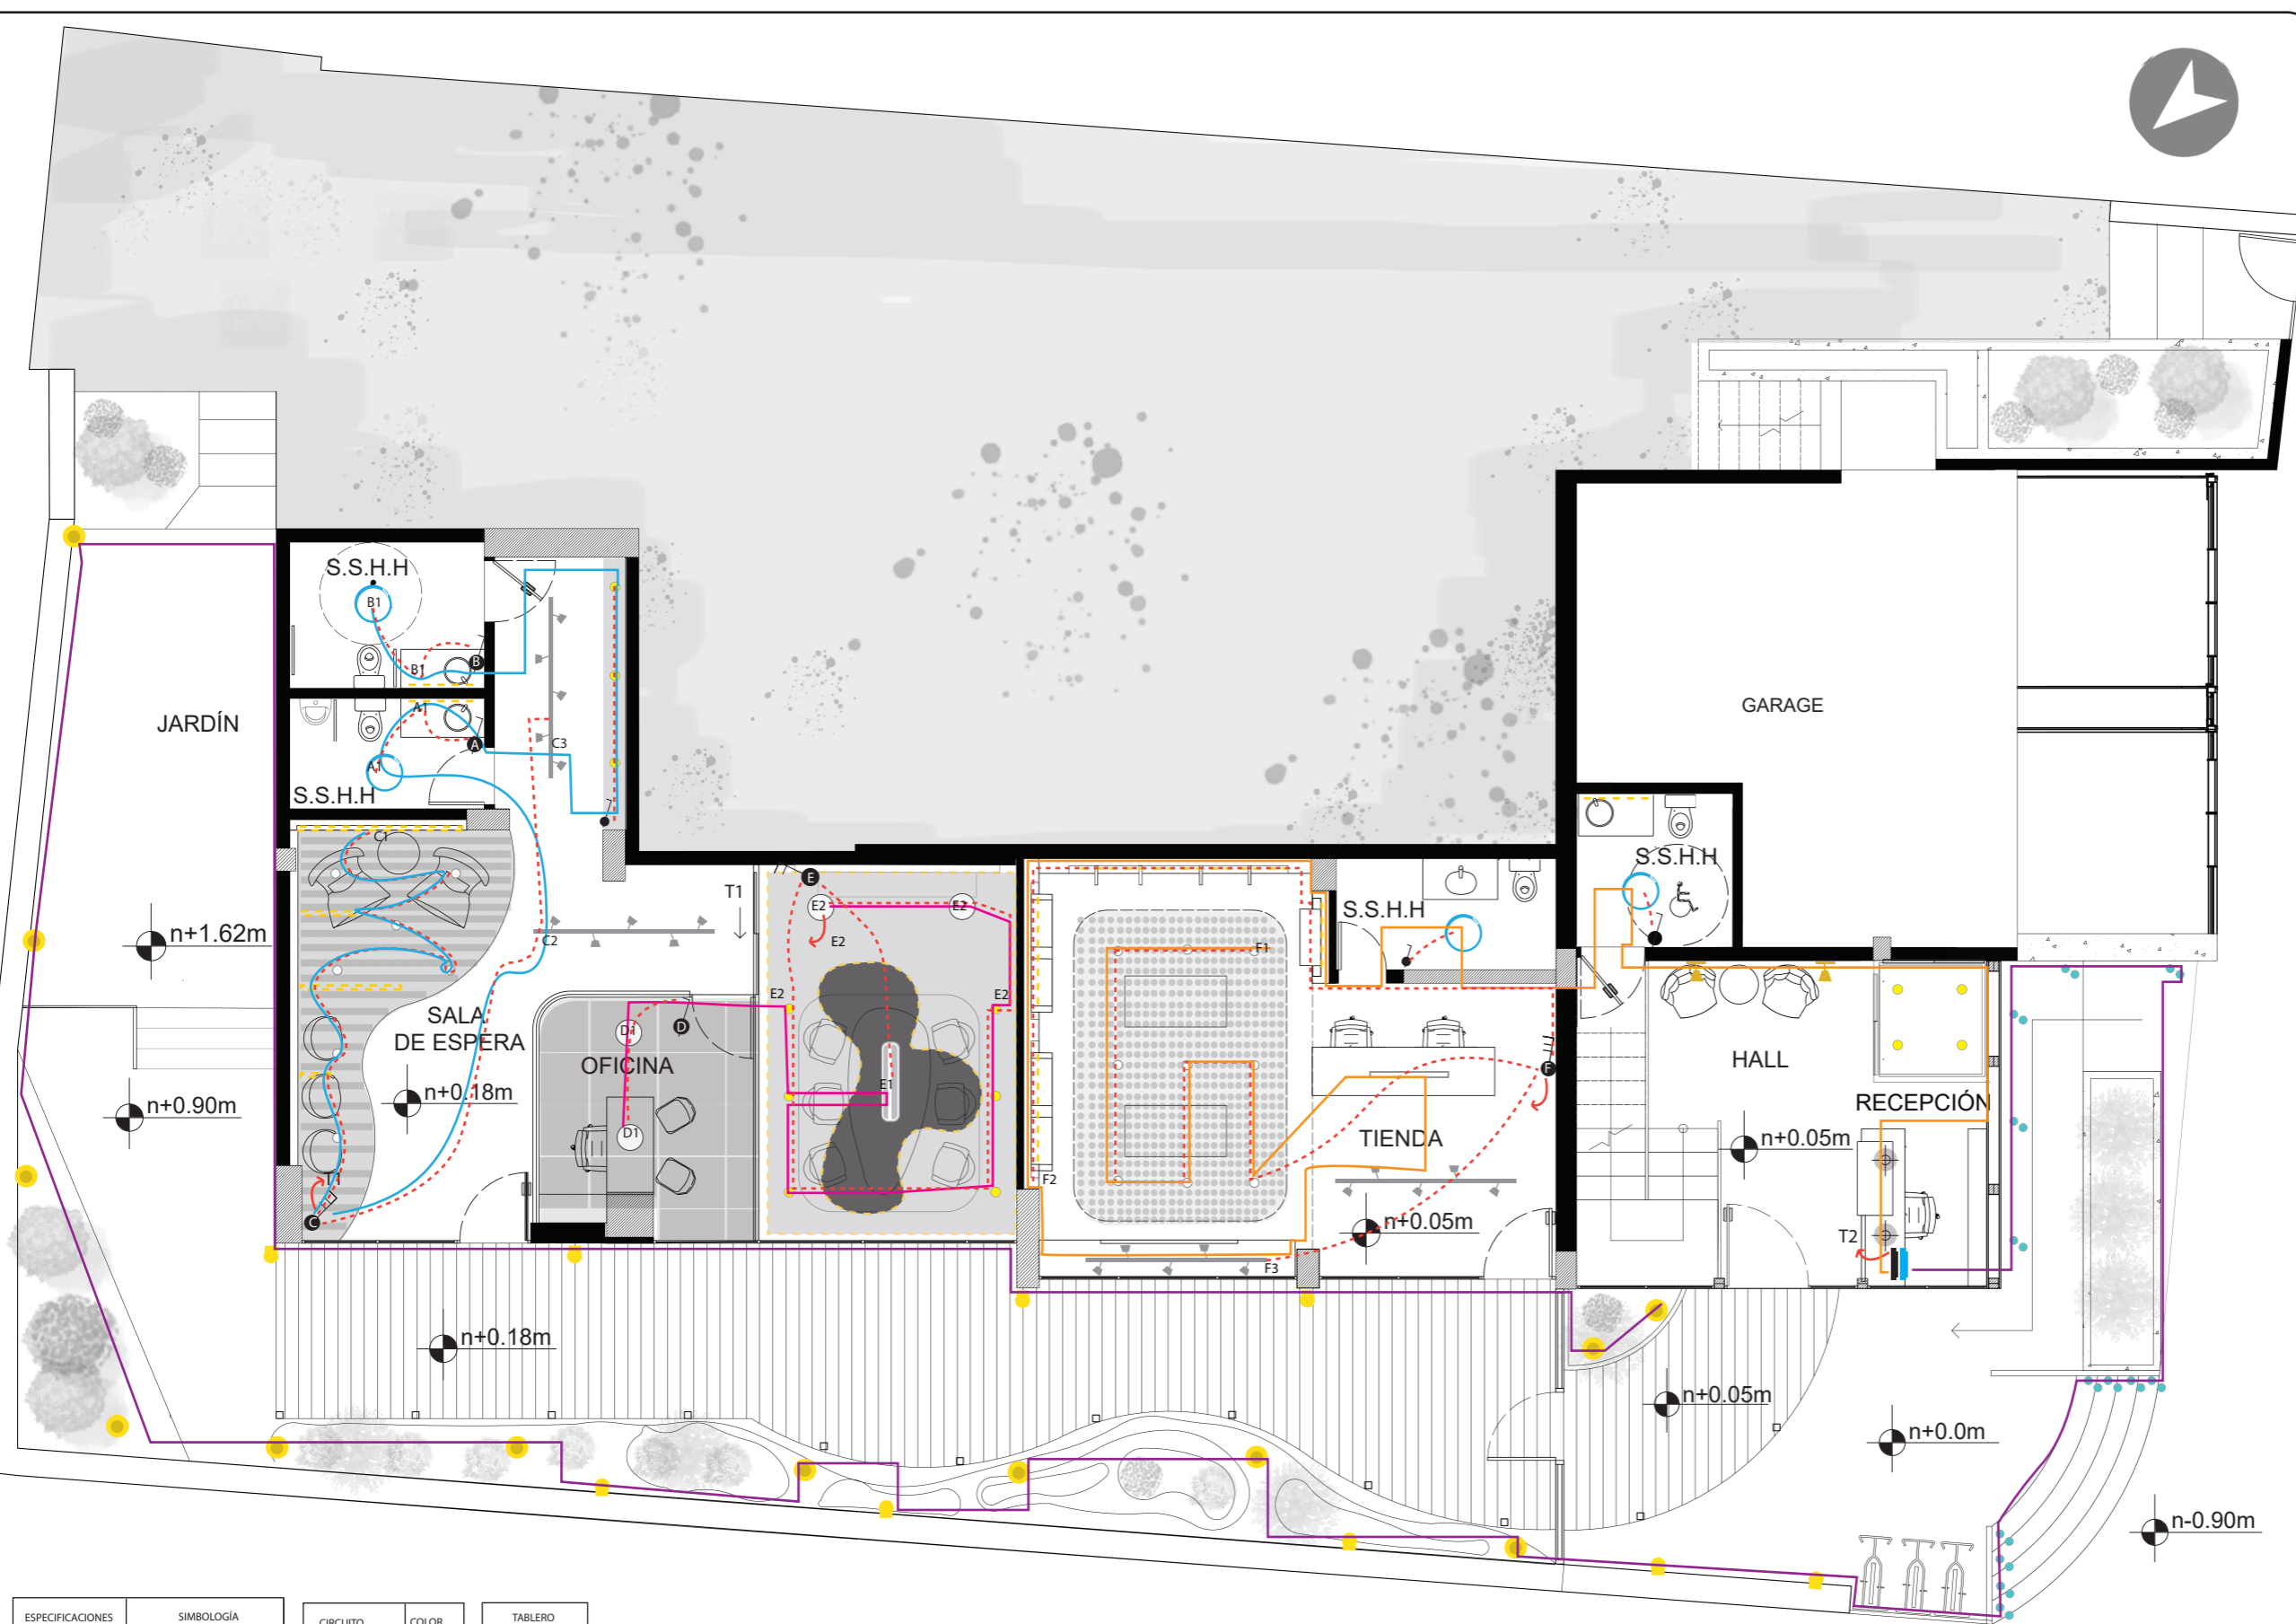 S.S.H.H
B1
B
B1
JARDÍN
A1
A
C3
A1
S.S.H.H
GARAGE
C1
S.S.H.H
T1
E
E2
E2
S.S.H.H
n+1.62m
C2
E2
F1
E2
E2
SALA
DE ESPERA
D1
D
OFICINA
HALL
F
n+0.90m
n+0.18m
E1
RECEPCIÓN
D1
TIENDA
n+0.05m
T1
F2
C
n+0.05m
T2
F3
n+0.18m
n+0.05m
n+0.0m
n-0.90m
ESPECIFICACIONES
SIMBOLOGÍA
CIRCUITO
COLOR
TABLERO